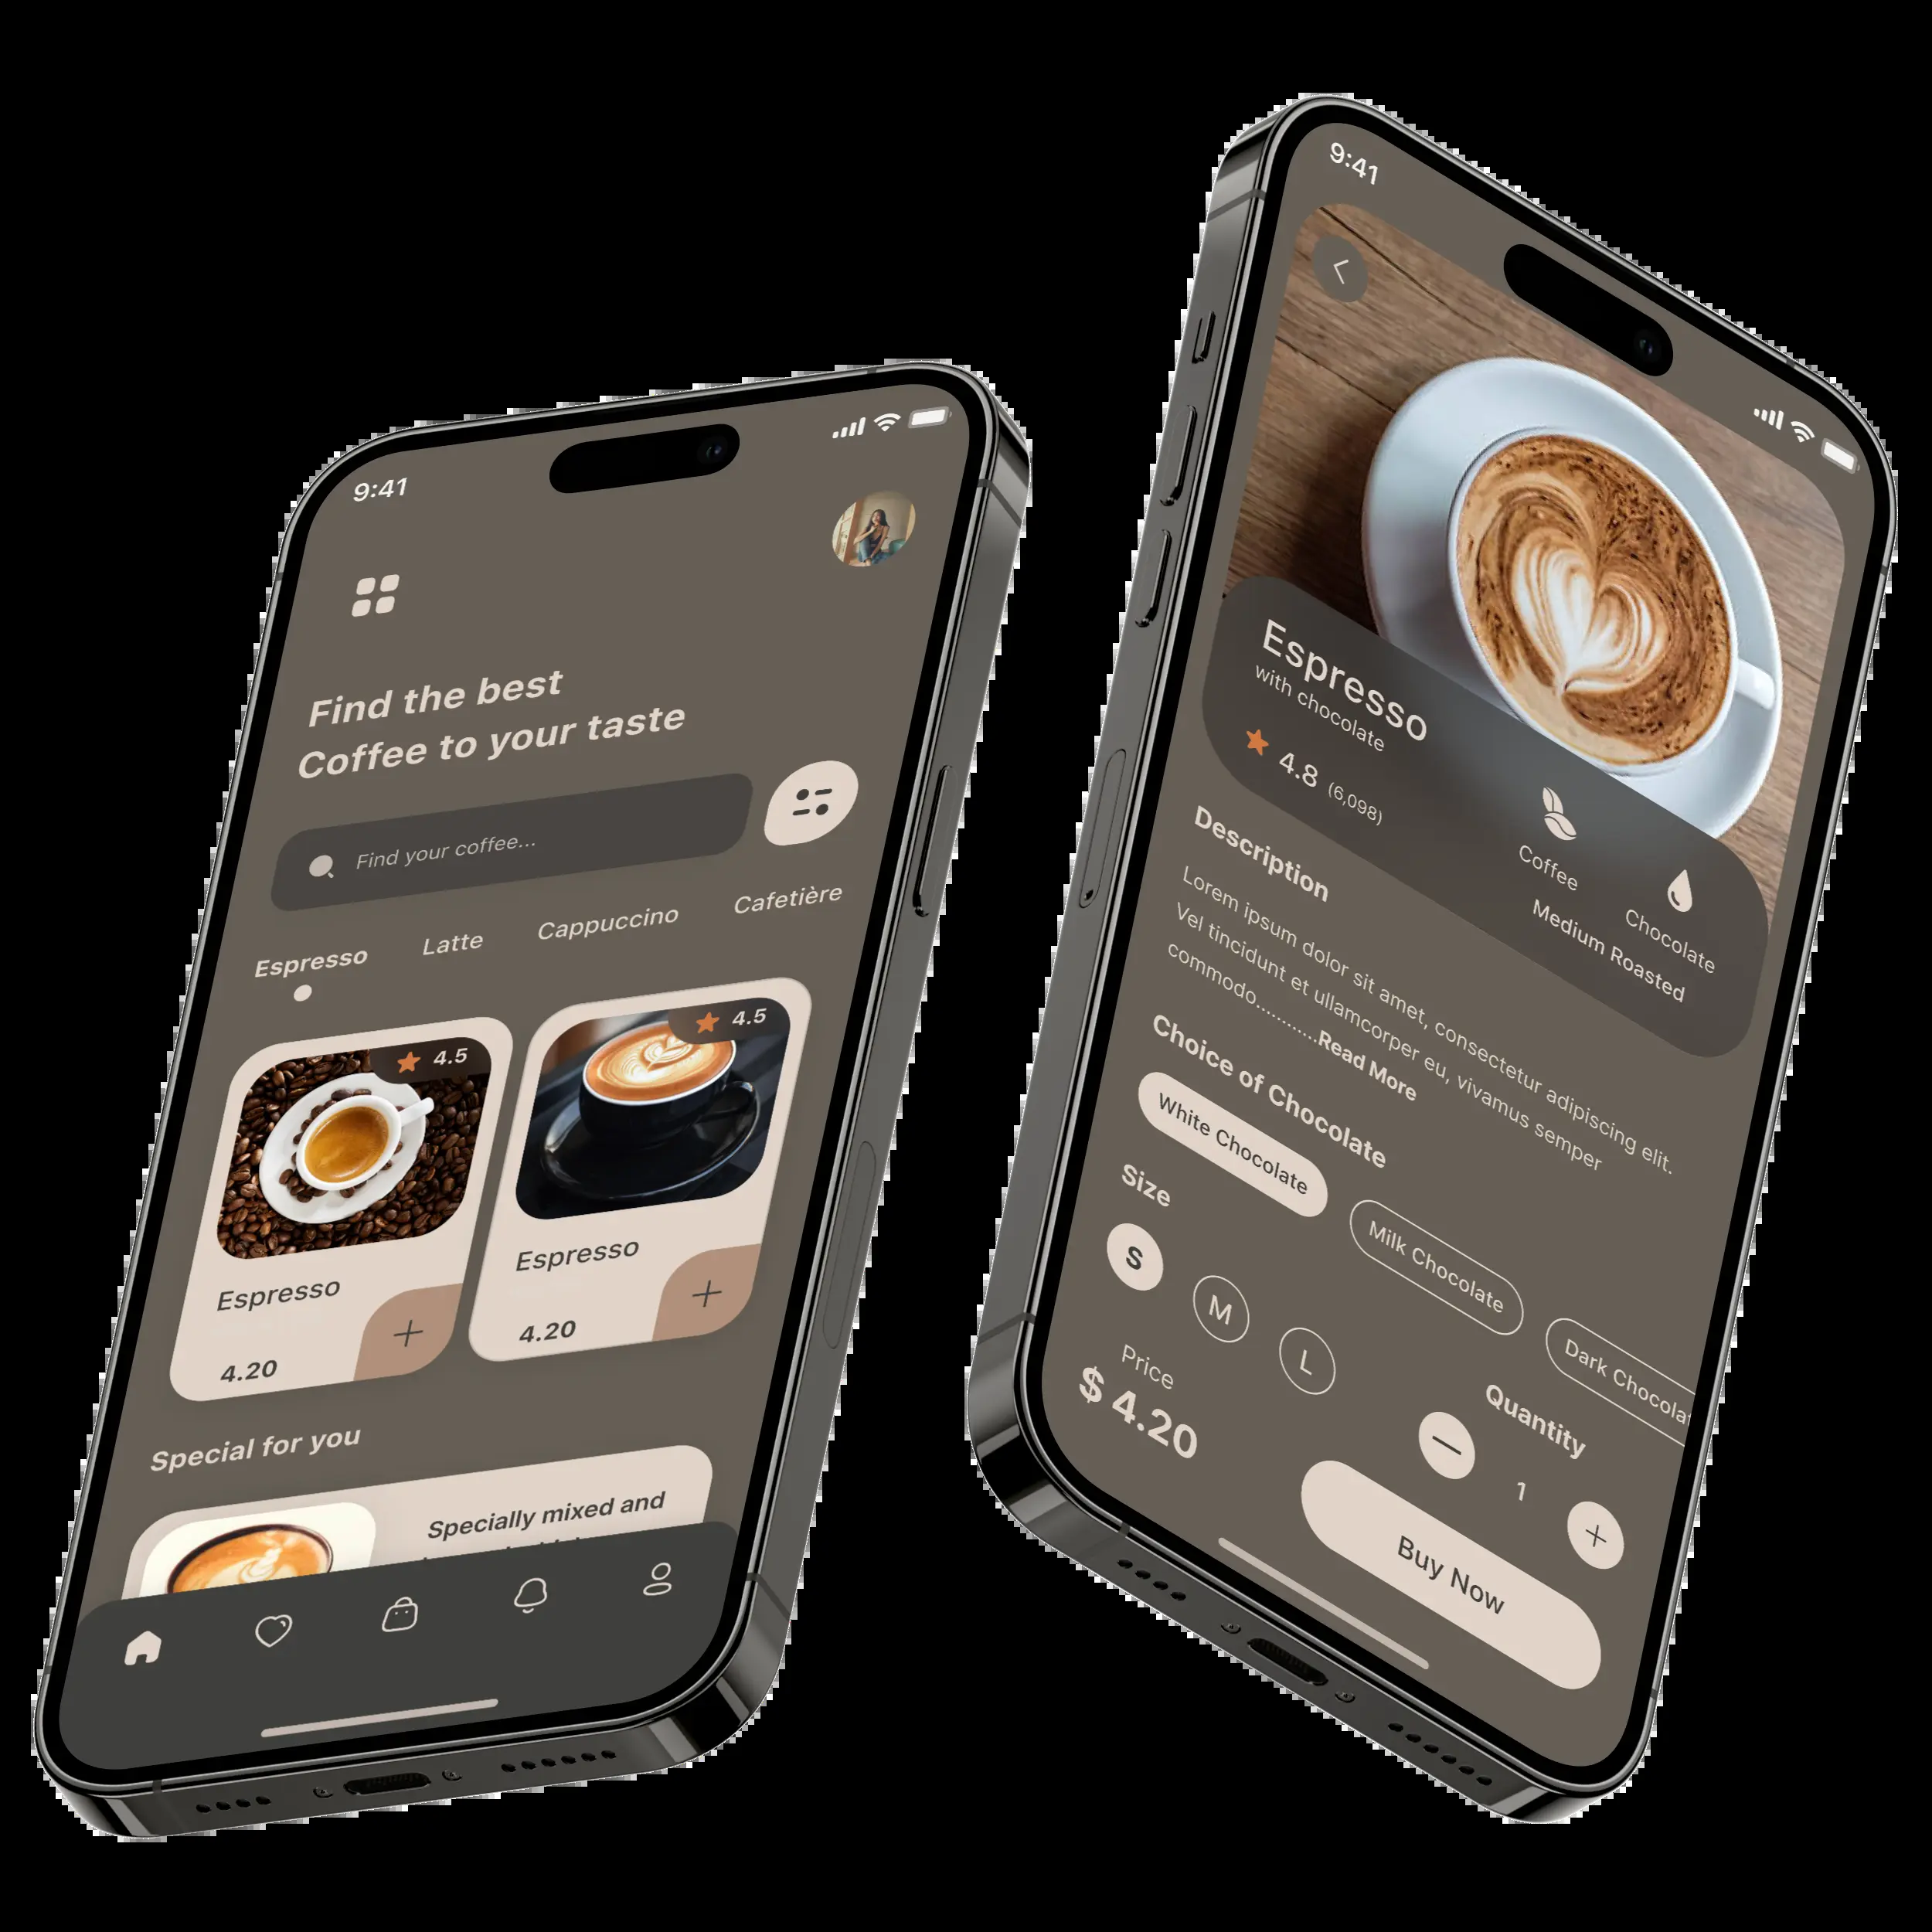 9:41
Find the best
Coffee to your taste
Find your coffee...
Espresso
Latte
Cappuccino
Cafetière
4.5
4.5
Espresso
4.20
Espresso
4.20
Special for you
Specially mixed and
9:41
Espresso
with chocolate
4.8 (6,098)
Coffee
Chocolate
Medium Roasted
Description
Lorem ipsum dolor sit amet, consectetur adipiscing elit.
Vel tincidunt et ullamcorper eu, vivamus semper
commodo...........Read More
Choice of Chocolate
White Chocolate
Milk Chocolate
Dark Chocola
Size
S
M
L
Quantity
1
Price
$ 4.20
Buy Now